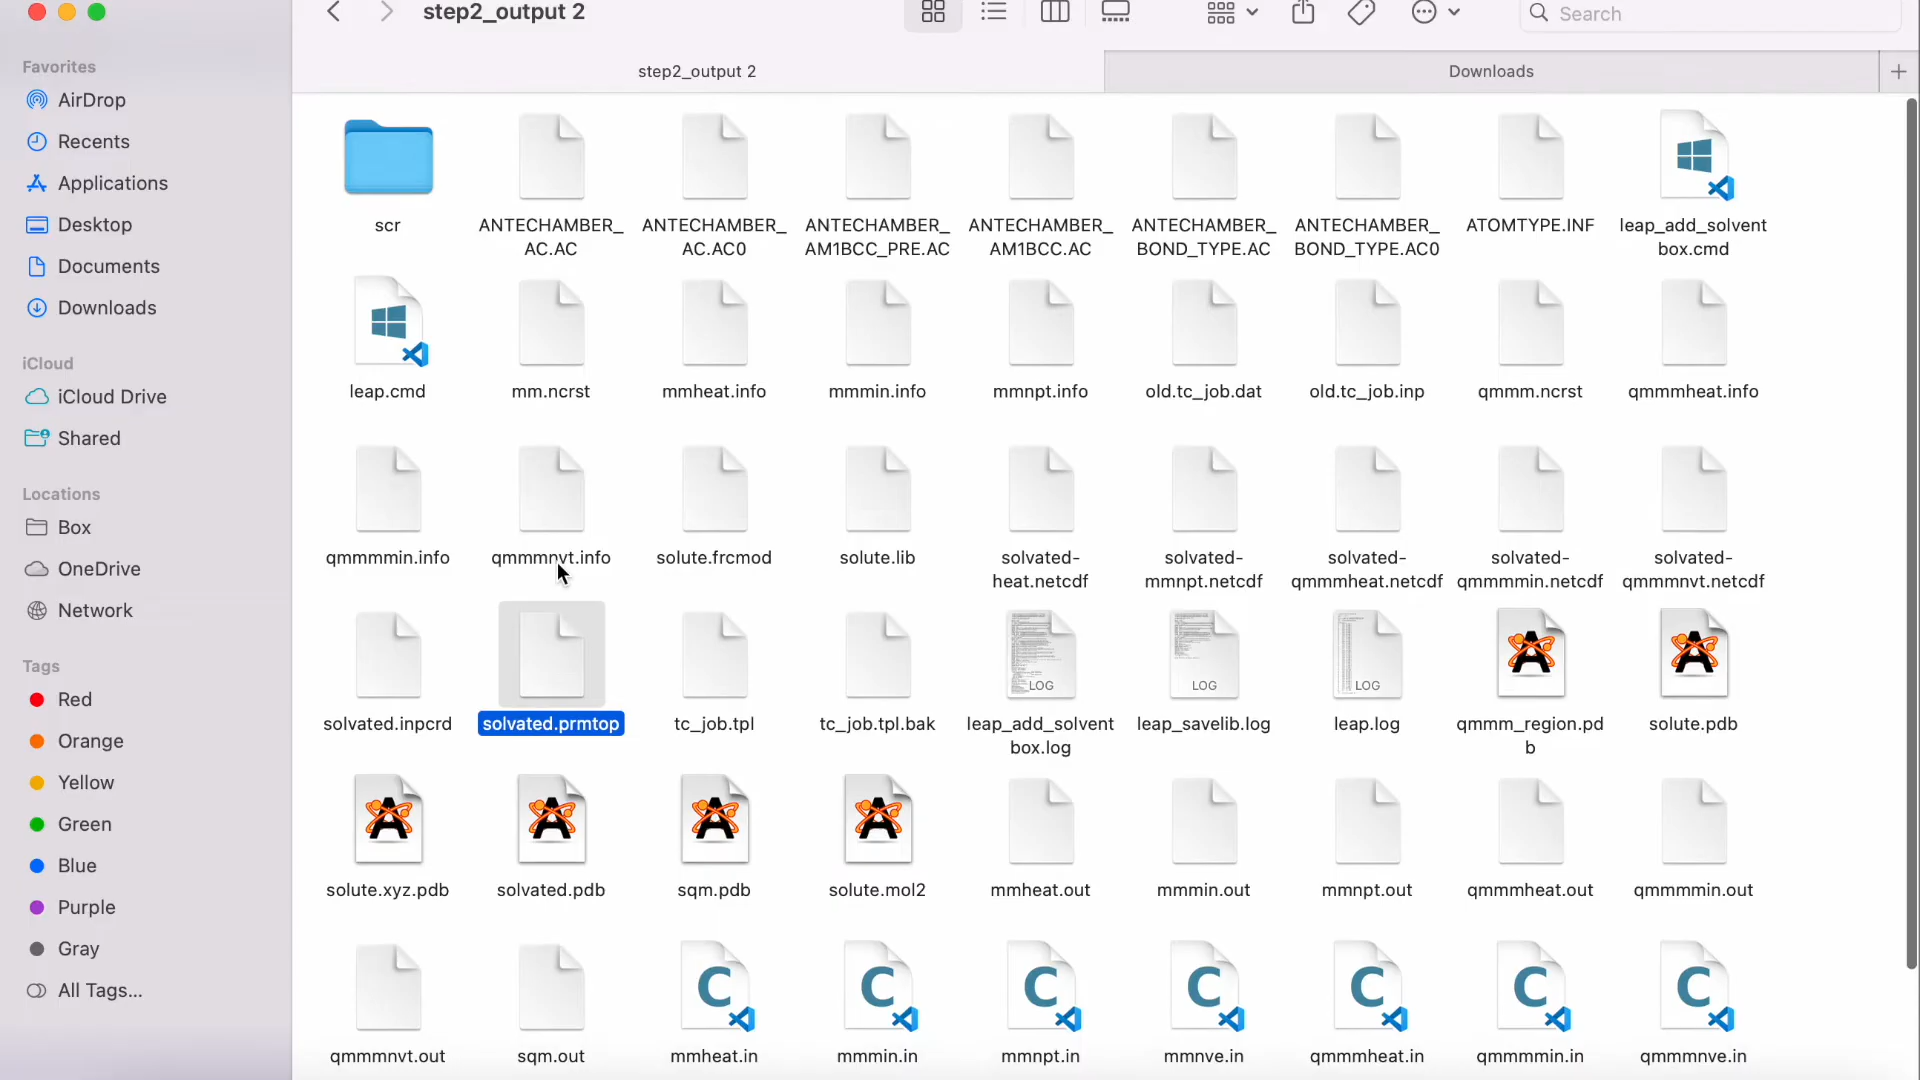 step2_output 2
Search
step2_output 2
Downloads
Favorites
AirDrop
Recents
Applications
Desktop
Documents
Downloads
iCloud
iCloud Drive
Shared
Locations
Box
OneDrive
Network
Tags
Red
Orange
Yellow
Green
Blue
Purple
Gray
All Tags...
scr
ANTECHAMBER_
AC.AC
ANTECHAMBER_
AC.AC0
ANTECHAMBER_
AM1BCC_PRE.AC
ANTECHAMBER_
AM1BCC.AC
ANTECHAMBER_
BOND_TYPE.AC
ANTECHAMBER_
BOND_TYPE.AC0
ATOMTYPE.INF
leap_add_solvent
box.cmd
leap.cmd
mm.ncrst
mmheat.info
mmmin.info
mmnpt.info
old.tc_job.dat
old.tc_job.inp
qmmm.ncrst
qmmmheat.info
qmmmmin.info
qmmmnvt.info
solute.frcmod
solute.lib
solvated-
heat.netcdf
solvated-
mmnpt.netcdf
solvated-
qmmmheat.netcdf
solvated-
qmmmmin.netcdf
solvated-
qmmmnvt.netcdf
solvated.inpcrd
solvated.prmtop
tc_job.tpl
tc_job.tpl.bak
LOG
leap_add_solvent
box.log
LOG
leap_savelib.log
LOG
leap.log
qmmm_region.pd
b
solute.pdb
solute.xyz.pdb
solvated.pdb
sqm.pdb
solute.mol2
mmheat.out
mmmin.out
mmnpt.out
qmmmheat.out
qmmmmin.out
qmmmnvt.out
sqm.out
C
mmheat.in
C
mmmin.in
C
mmnpt.in
C
mmnve.in
C
qmmmheat.in
C
qmmmmin.in
C
qmmmnve.in